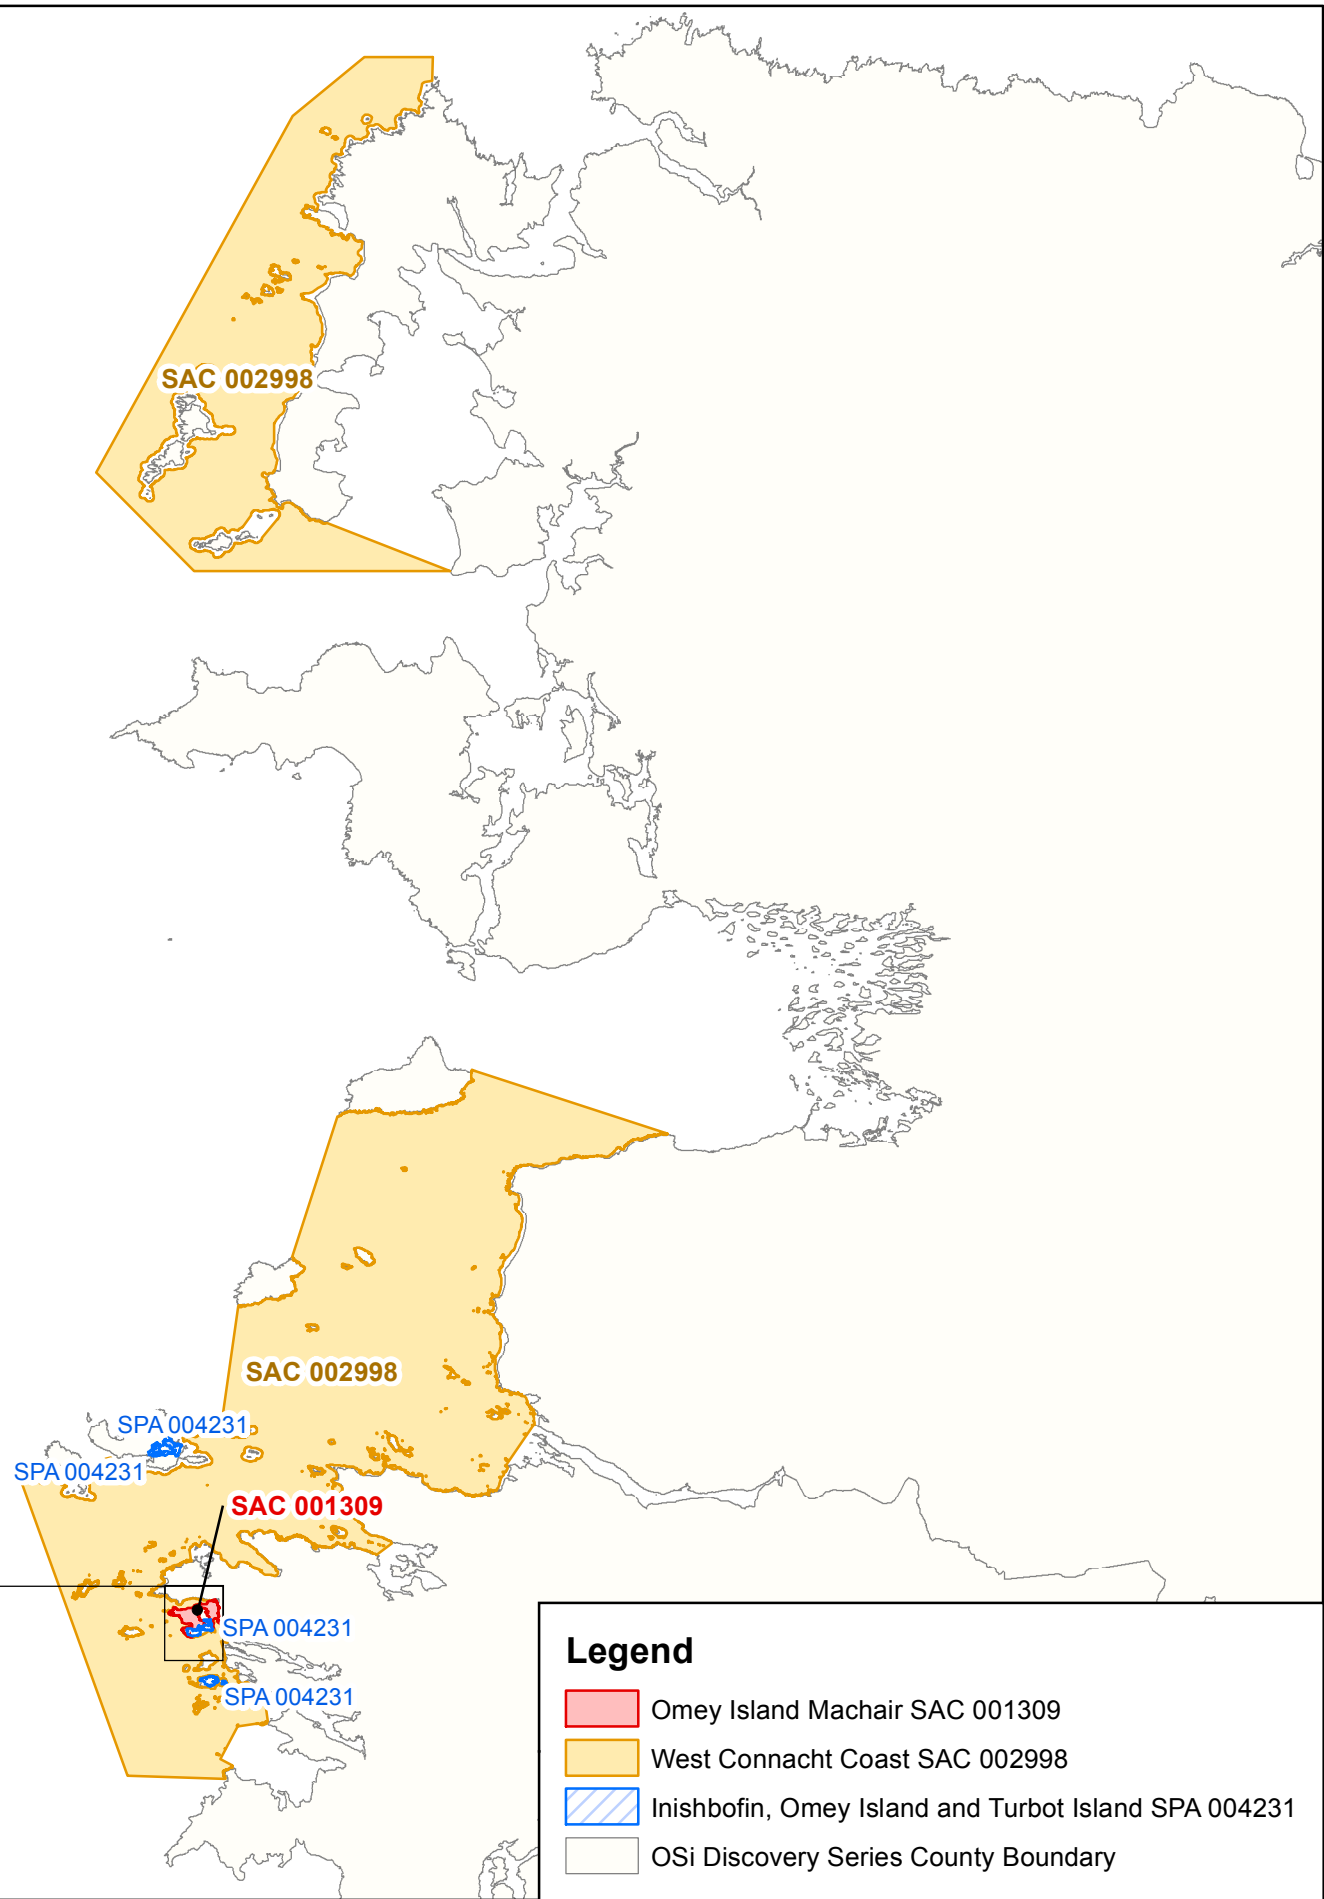 SAC 002998
SAC 002998
SPA 004231
SPA 004231
SAC 001309
SPA 004231
SPA 004231
Legend
Omey Island Machair SAC 001309
West Connacht Coast SAC 002998
Inishbofin, Omey Island and Turbot Island SPA 004231
OSi Discovery Series County Boundary